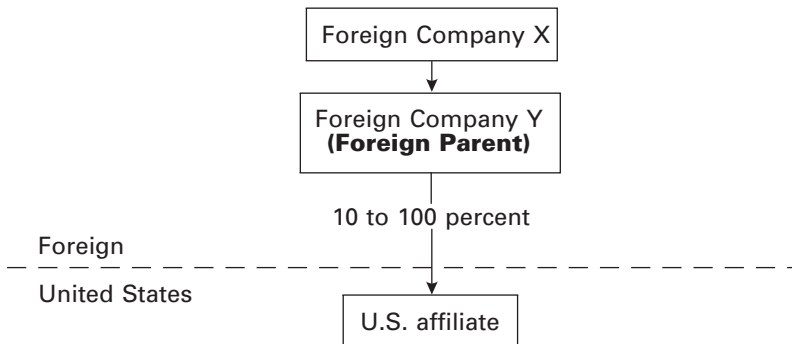 Foreign Company X
Foreign Company Y
(Foreign Parent)
10 to 100 percent
Foreign
United States
U.S. affiliate